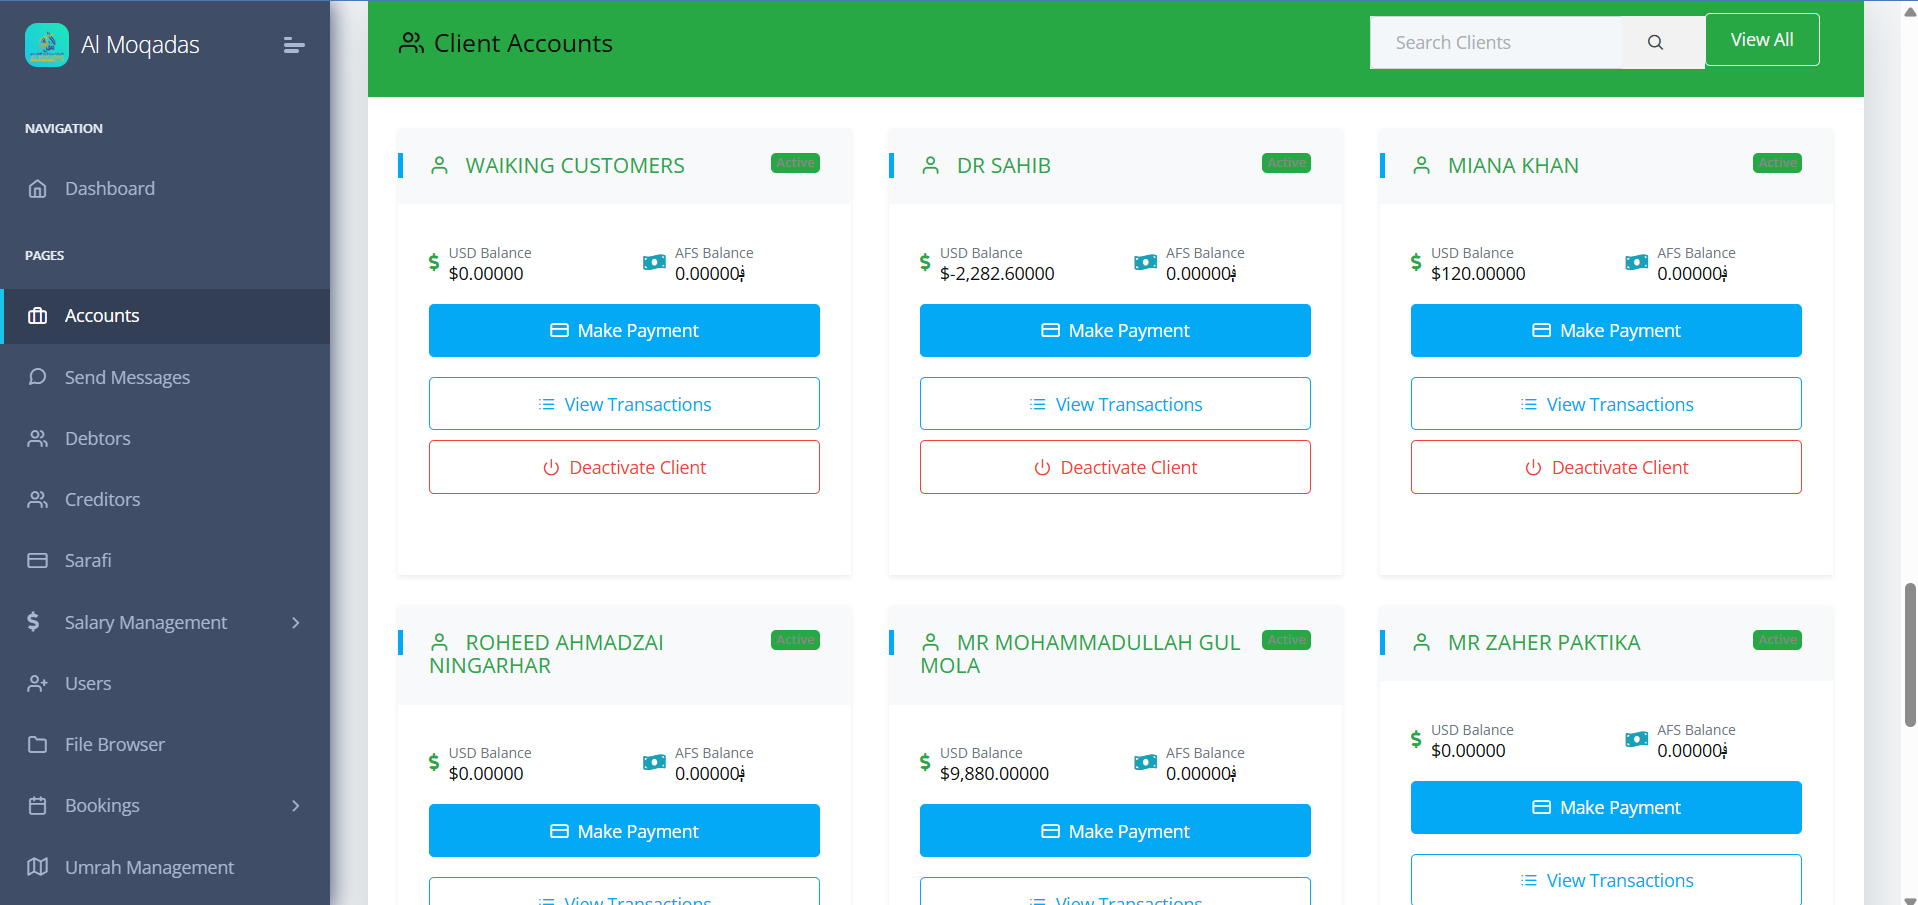 Al Moqadas
NAVIGATION
Dashboard
PAGES
Accounts
Send Messages
Debtors
Creditors
Sarafi
Salary Management
Users
File Browser
Bookings
Umrah Management
Client Accounts
Search Clients
View All
WAIKING CUSTOMERS
Active
USD Balance
$0.00000
AFS Balance
0.00000؋
Make Payment
View Transactions
Deactivate Client
DR SAHIB
Active
USD Balance
$-2,282.60000
AFS Balance
0.00000؋
Make Payment
View Transactions
Deactivate Client
MIANA KHAN
Active
USD Balance
$120.00000
AFS Balance
0.00000؋
Make Payment
View Transactions
Deactivate Client
ROHEED AHMADZAI
NINGARHAR
Active
USD Balance
$0.00000
AFS Balance
0.00000؋
Make Payment
View Transactions
MR MOHAMMADULLAH GUL
MOLA
Active
USD Balance
$9,880.00000
AFS Balance
0.00000؋
Make Payment
View Transactions
MR ZAHER PAKTIKA
Active
USD Balance
$0.00000
AFS Balance
0.00000؋
Make Payment
View Transactions